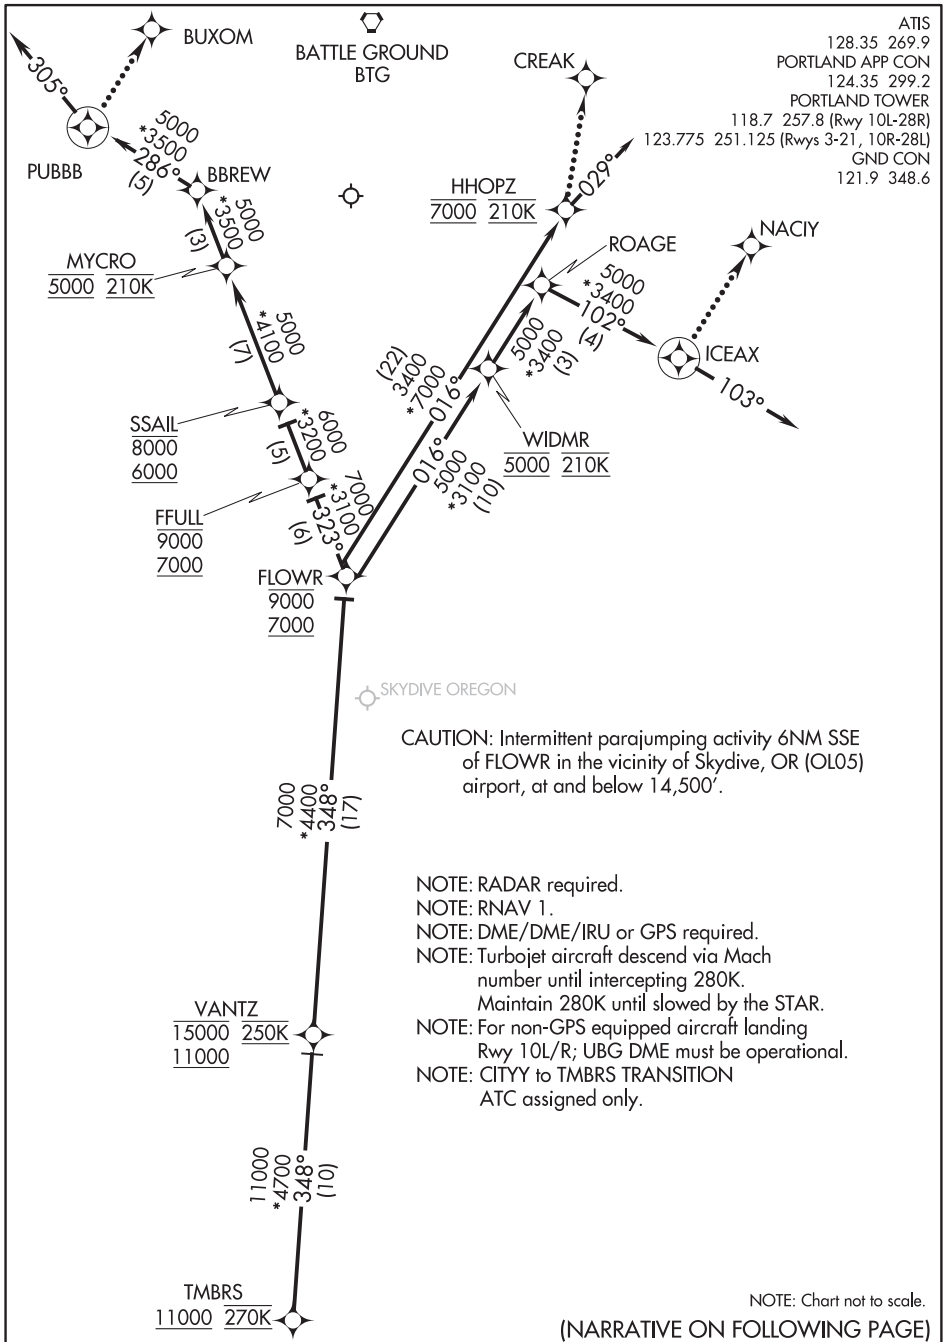 ATIS
128.35 269.9
PORTLAND APP CON
124.35 299.2
PORTLAND TOWER
118.7 257.8 (Rwy 10L-28R)
123.775 251.125 (Rwys 3-21, 10R-28L)
GND CON
121.9 348.6
BUXOM
BATTLE GROUND
BTG
CREAK
305°
PUBBB
5000
*3500
286°
(5)
BBREW
HHOPZ
7000 210K
029°
5000
*3500
(3)
MYCRO
5000 210K
ROAGE
NACIY
5000
*3400
102°
(4)
ICEAX
103°
5000
*4100
(7)
(22)
3400
*7000
016°
5000
*3400
(3)
WIDMR
5000 210K
SSAIL
8000
6000
6000
*3200
(5)
016°
5000
*3100
(10)
FFULL
9000
7000
7000
*3100
323°
(6)
FLOWR
9000
7000
SKYDIVE OREGON
CAUTION: Intermittent parajumping activity 6NM SSE
of FLOWR in the vicinity of Skydive, OR (OL05)
airport, at and below 14,500'.
7000
*4400
348°
(17)
NOTE: RADAR required.
NOTE: RNAV 1.
NOTE: DME/DME/IRU or GPS required.
NOTE: Turbojet aircraft descend via Mach
number until intercepting 280K.
Maintain 280K until slowed by the STAR.
NOTE: For non-GPS equipped aircraft landing
Rwy 10L/R; UBG DME must be operational.
NOTE: CITYY to TMBRS TRANSITION
ATC assigned only.
VANTZ
15000 250K
11000
11000
*4700
348°
(10)
TMBRS
11000 270K
NOTE: Chart not to scale.
(NARRATIVE ON FOLLOWING PAGE)